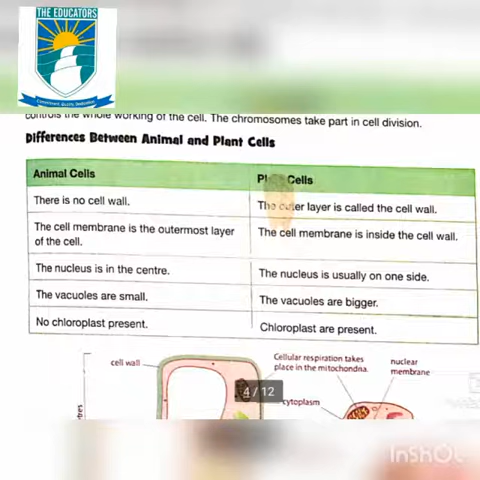 THE EDUCATORS
controls the whole working of the cell. The chromosomes take part in cell division.
Differences Between Animal and Plant Cells
Animal Cells
Cells
There is no cell wall.
The outer layer is called the cell wall.
The cell membrane is the outermost layer
of the cell.
The cell membrane is inside the cell wall.
The nucleus is in the centre.
The nucleus is usually on one side.
The vacuoles are small.
The vacuoles are bigger.
No chloroplast present.
Chloroplast are present.
cell wall
Cellular respiration takes
place in the mitochondria.
nuclear
membrane
4 / 12
cytoplasm
InShOt